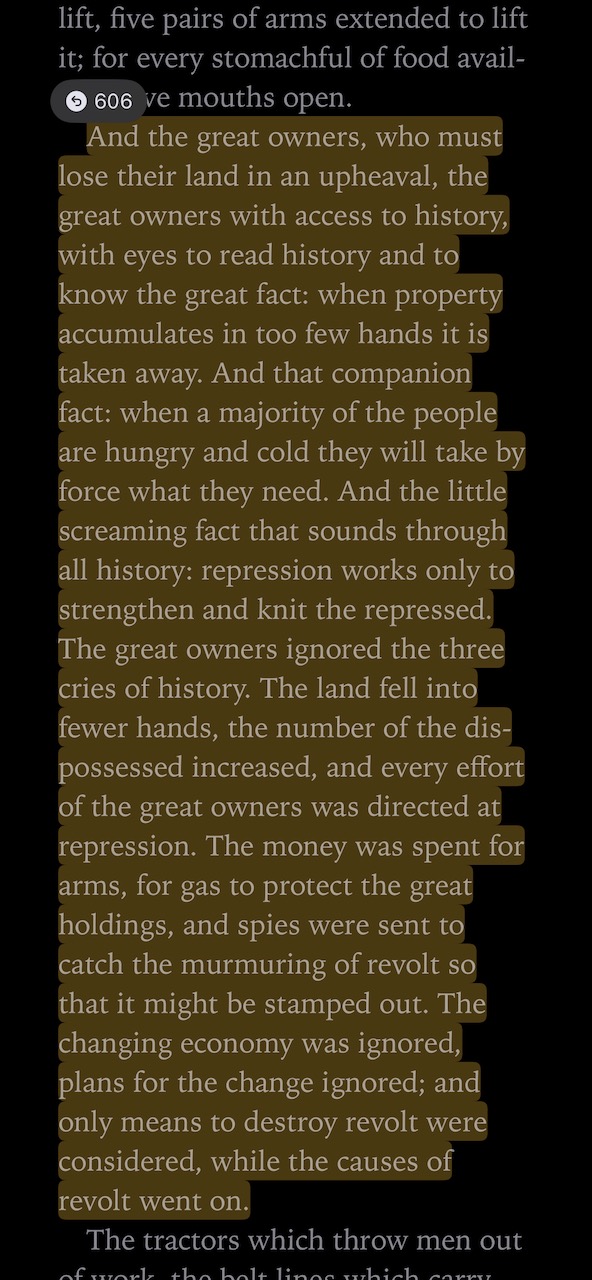 lift, five pairs of arms extended to lift
it; for every stomachful of food avail-
606 ve mouths open.
And the great owners, who must
lose their land in an upheaval, the
great owners with access to history,
with eyes to read history and to
know the great fact: when property
accumulates in too few hands it is
taken away. And that companion
fact: when a majority of the people
are hungry and cold they will take by
force what they need. And the little
screaming fact that sounds through
all history: repression works only to
strengthen and knit the repressed.
The great owners ignored the three
cries of history. The land fell into
fewer hands, the number of the dis-
possessed increased, and every effort
of the great owners was directed at
repression. The money was spent for
arms, for gas to protect the great
holdings, and spies were sent to
catch the murmuring of revolt so
that it might be stamped out. The
changing economy was ignored,
plans for the change ignored; and
only means to destroy revolt were
considered, while the causes of
revolt went on.
The tractors which throw men out
of work, the belt lines which carry